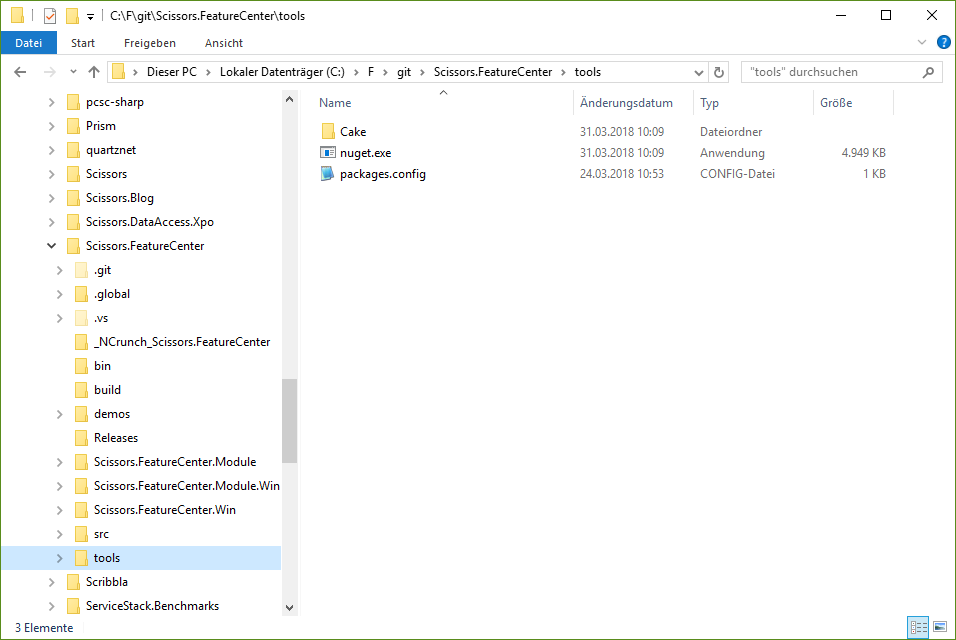 C:\F\git\Scissors.FeatureCenter\tools
Datei Start Freigeben Ansicht
Dieser PC Lokaler Datenträger (C:) F git Scissors.FeatureCenter tools "tools" durchsuchen
pcsc-sharp
Prism
quartznet
Scissors
Scissors.Blog
Scissors.DataAccess.Xpo
Scissors.FeatureCenter
.git
.global
.vs
_NCrunch_Scissors.FeatureCenter
bin
build
demos
Releases
Scissors.FeatureCenter.Module
Scissors.FeatureCenter.Module.Win
Scissors.FeatureCenter.Win
src
tools
Scribbla
ServiceStack.Benchmarks
Name Änderungsdatum Typ Größe
Cake 31.03.2018 10:09 Dateiordner
nuget.exe 31.03.2018 10:09 Anwendung 4.949 KB
packages.config 24.03.2018 10:53 CONFIG-Datei 1 KB
3 Elemente